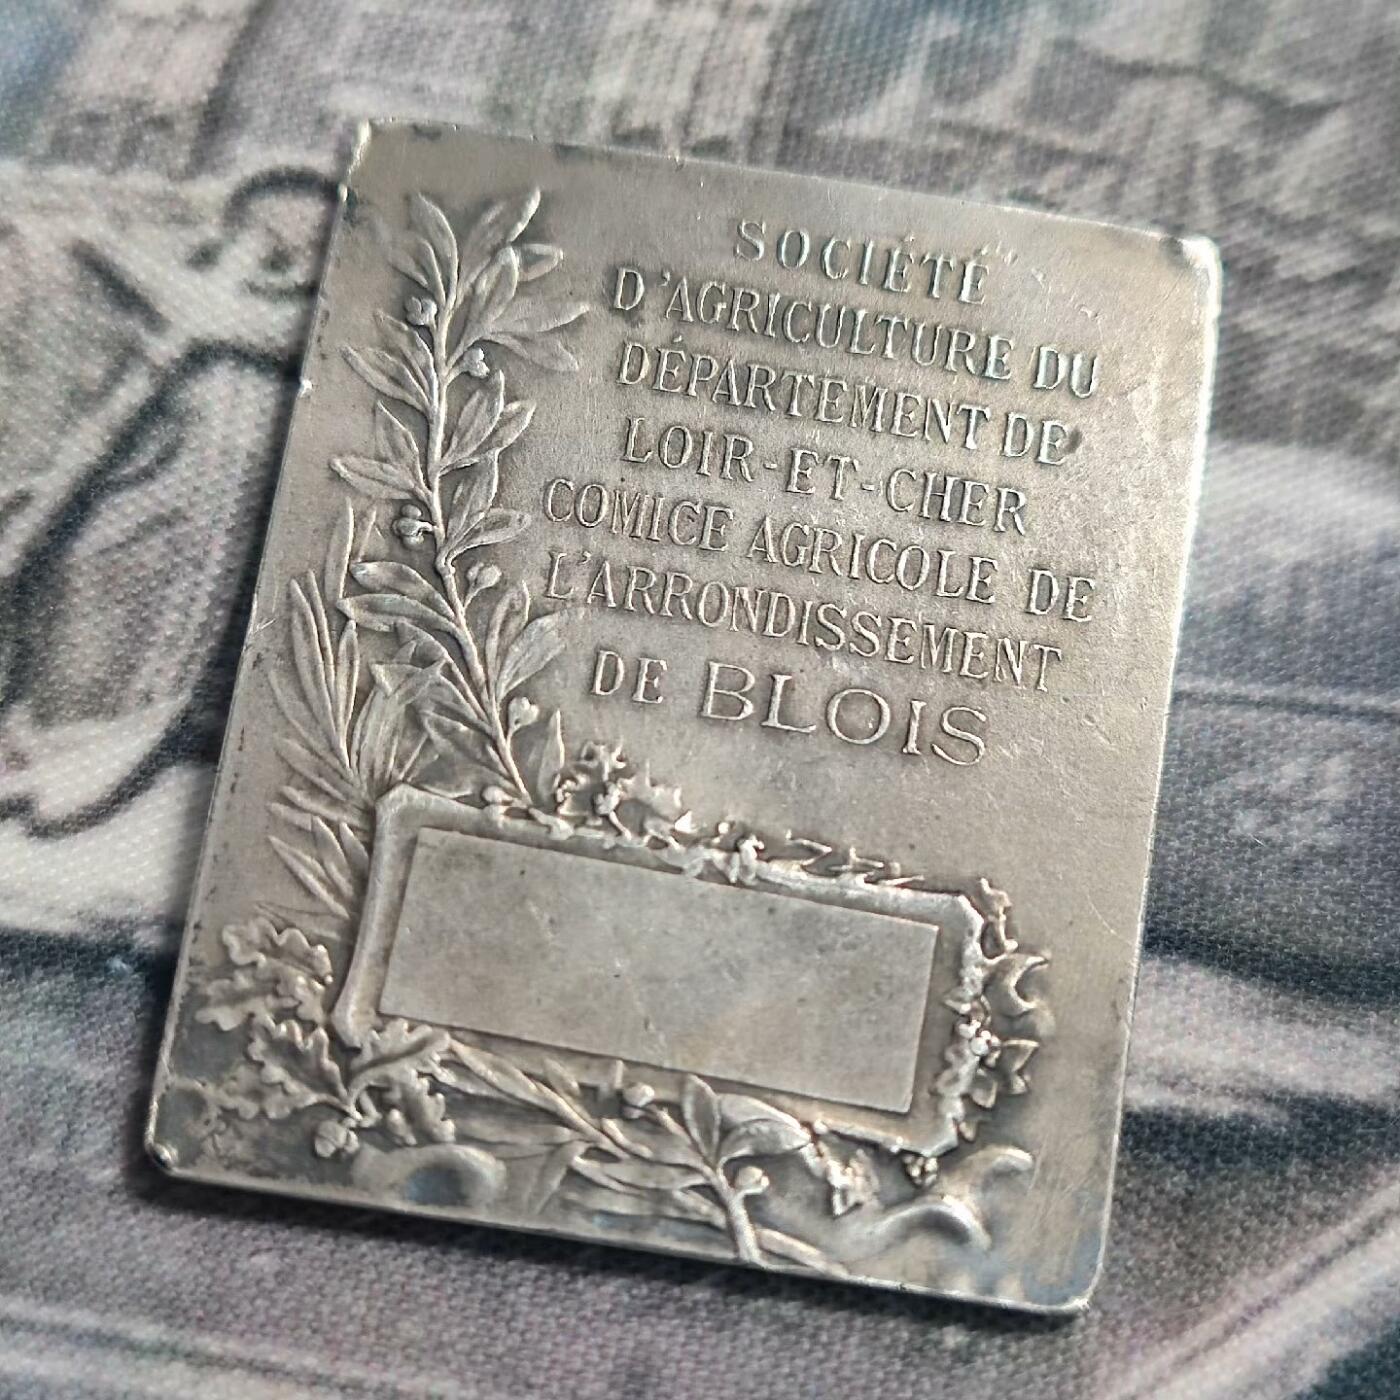 SOCIÉTÉ
D'AGRICULTURE DU
DÉPARTEMENT DE
LOIR-ET-CHER
COMICE AGRICOLE DE
L'ARRONDISSEMENT
DE BLOIS